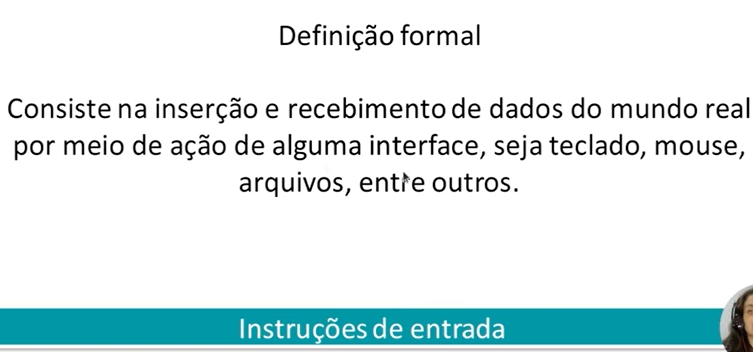 Definição formal
Consiste na inserção e recebimento de dados do mundo real
por meio de ação de alguma interface, seja teclado, mouse,
arquivos, entre outros.
Instruções de entrada